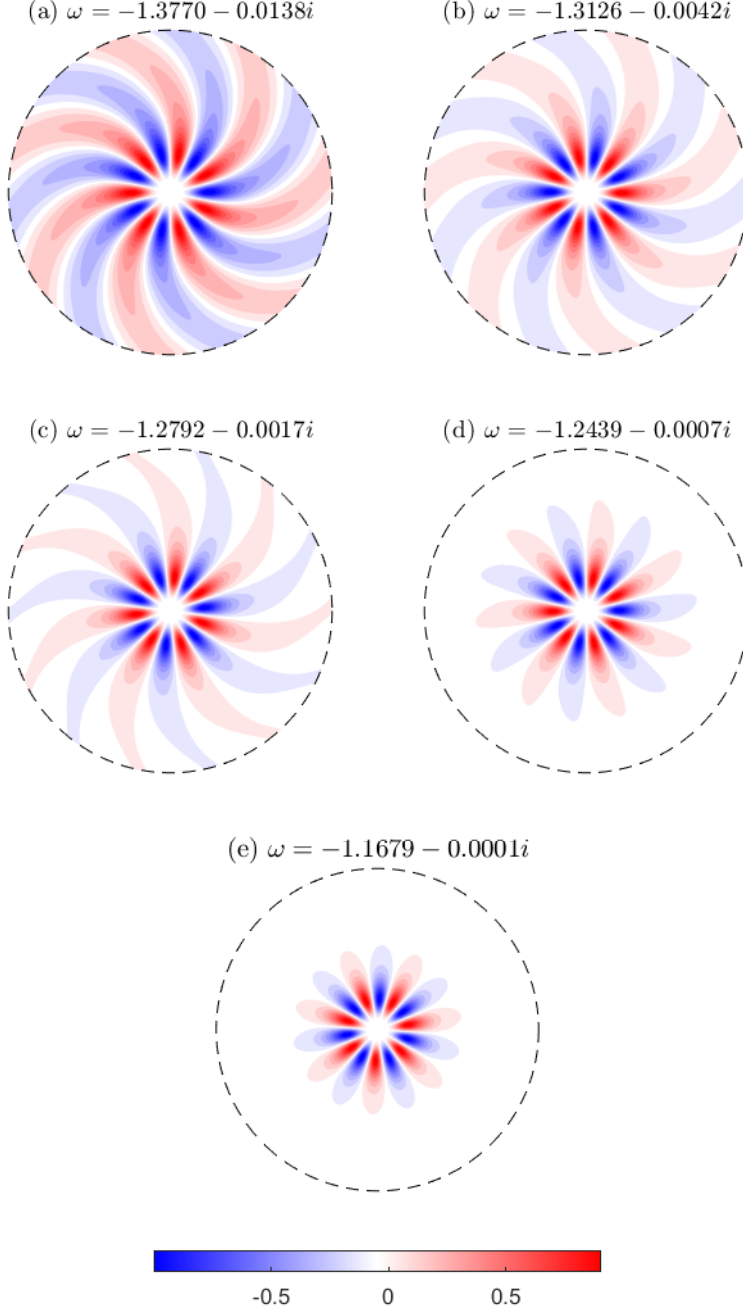 (a) ω = −1.3770 − 0.0138i
(b) ω = −1.3126 − 0.0042i
(c) ω = −1.2792 − 0.0017i
(d) ω = −1.2439 − 0.0007i
(e) ω = −1.1679 − 0.0001i
-0.5 0 0.5